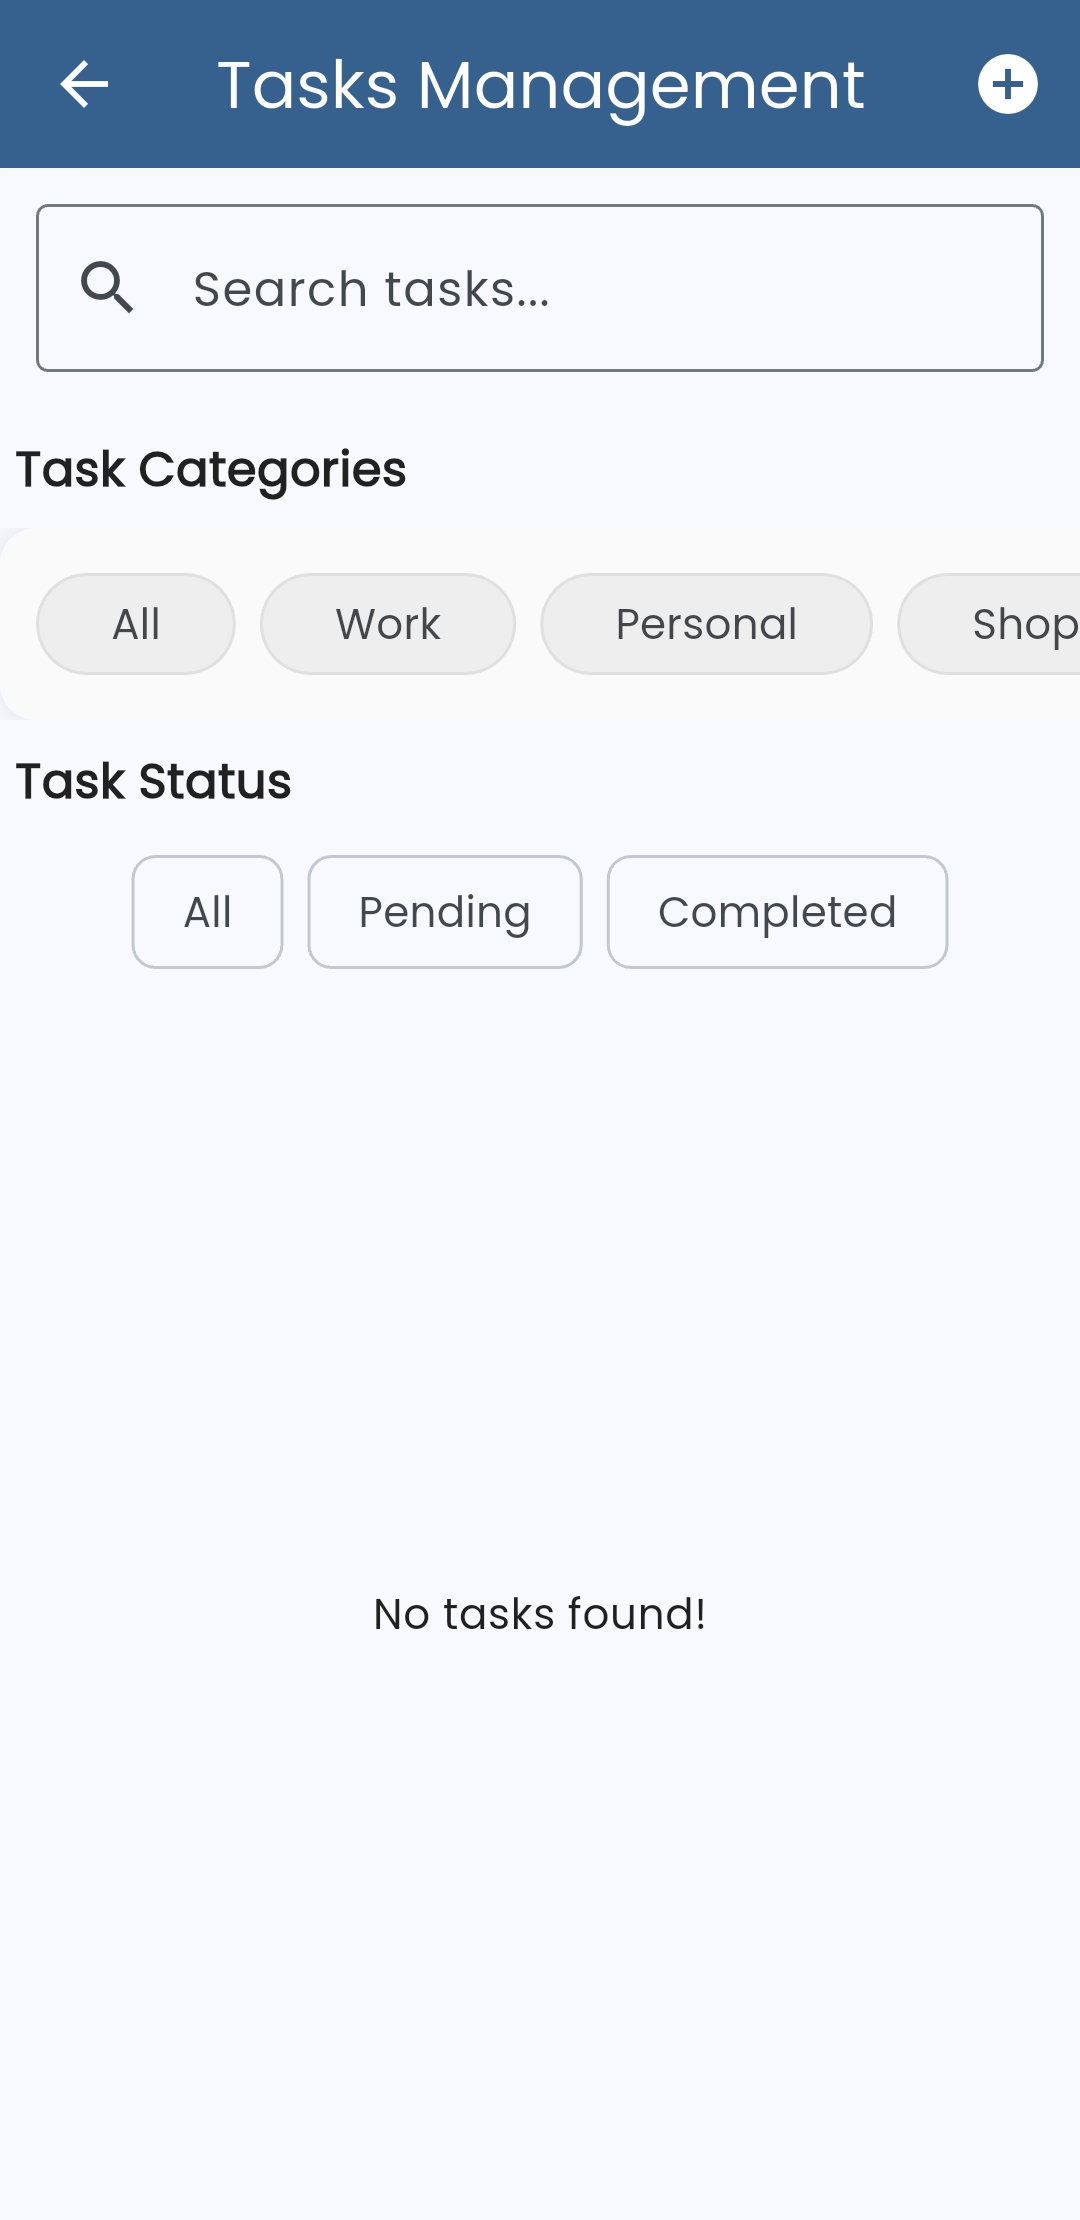 Tasks Management
Search tasks...
Task Categories
All Work Personal Shop
Task Status
All Pending Completed
No tasks found!